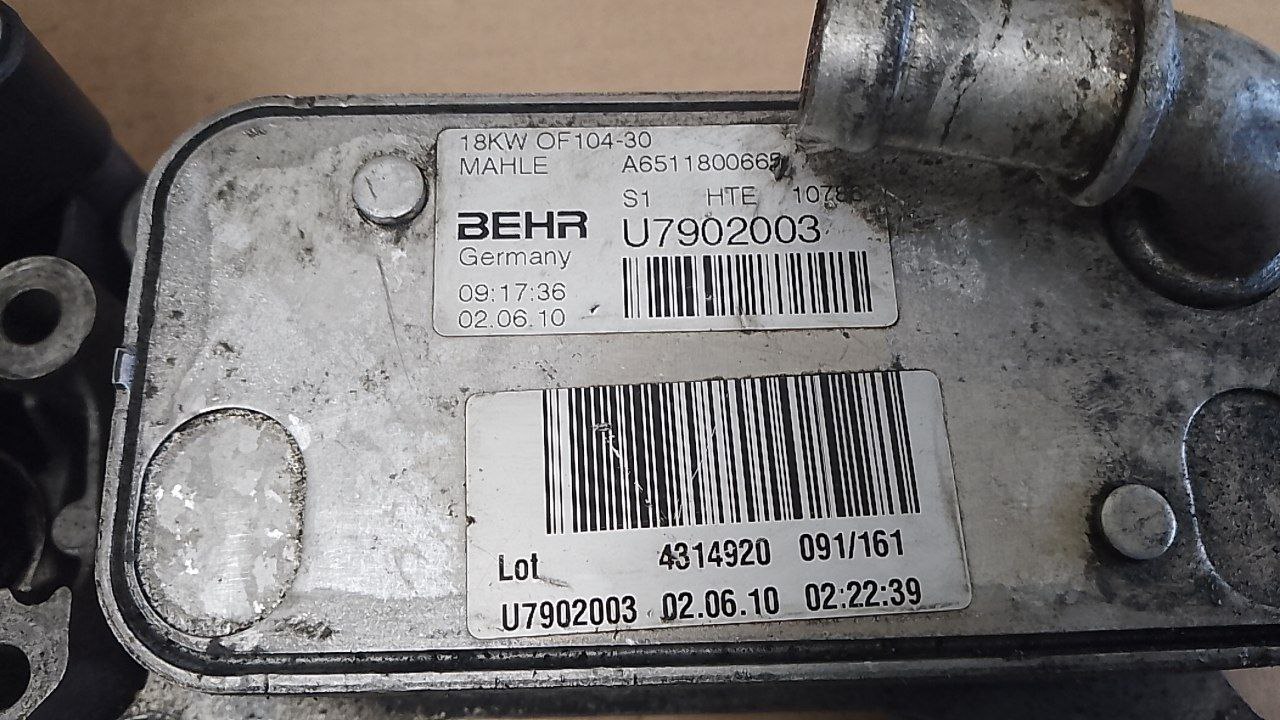 18KW OF104-30
MAHLE A6511800665
S1 HTE 10786
BEHR U7902003
Germany
09:17:36
02.06.10
Lot 4314920 091/161
U7902003 02.06.10 02:22:39